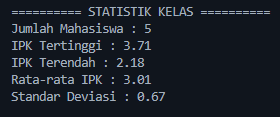 ========== STATISTIK KELAS ==========
Jumlah Mahasiswa : 5
IPK Tertinggi : 3.71
IPK Terendah : 2.18
Rata-rata IPK : 3.01
Standar Deviasi : 0.67